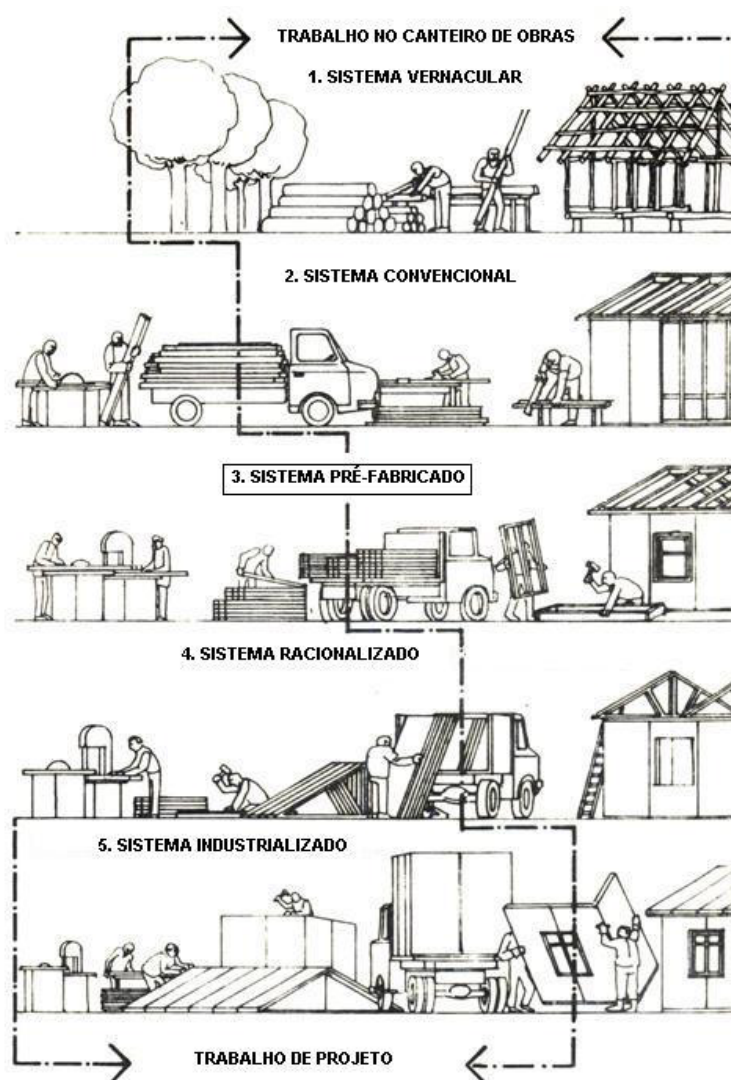 TRABALHO NO CANTEIRO DE OBRAS
1. SISTEMA VERNACULAR
2. SISTEMA CONVENCIONAL
3. SISTEMA PRÉ-FABRICADO
4. SISTEMA RACIONALIZADO
5. SISTEMA INDUSTRIALIZADO
TRABALHO DE PROJETO